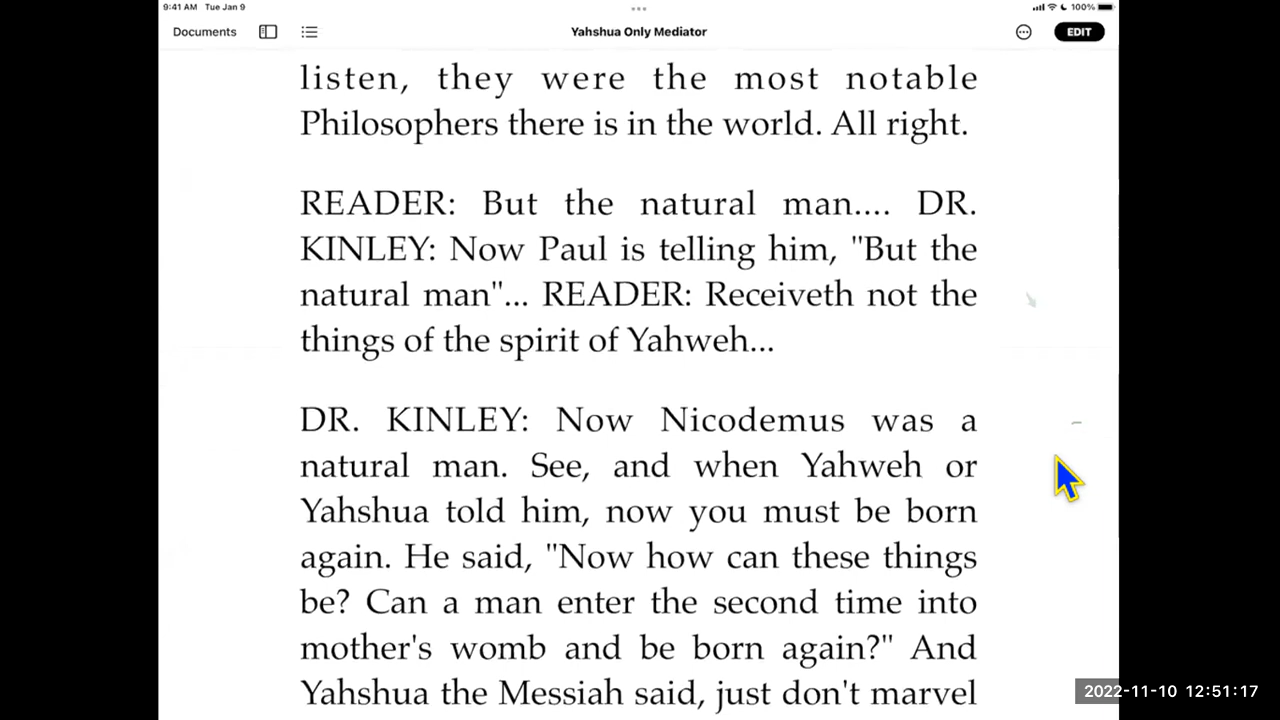 9:41 AM Tue Jan 9
100%
Documents
Yahshua Only Mediator
EDIT
listen, they were the most notable
Philosophers there is in the world. All right.
READER: But the natural man.... DR.
KINLEY: Now Paul is telling him, "But the
natural man"... READER: Receiveth not the
things of the spirit of Yahweh...
DR. KINLEY: Now Nicodemus was a
natural man. See, and when Yahweh or
Yahshua told him, now you must be born
again. He said, "Now how can these things
be? Can a man enter the second time into
mother's womb and be born again?" And
Yahshua the Messiah said, just don't marvel
2022-11-10 12:51:17